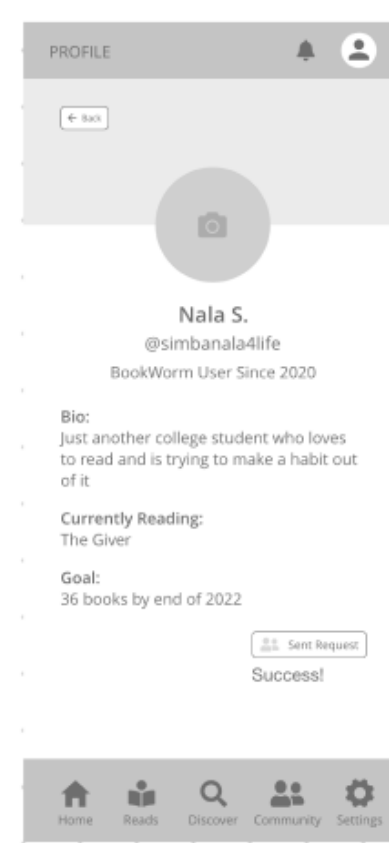 PROFILE
← Back
Nala S.
@simbanala4life
BookWorm User Since 2020
Bio:
Just another college student who loves
to read and is trying to make a habit out
of it
Currently Reading:
The Giver
Goal:
36 books by end of 2022
Sent Request
Success!
Home Reads Discover Community Settings